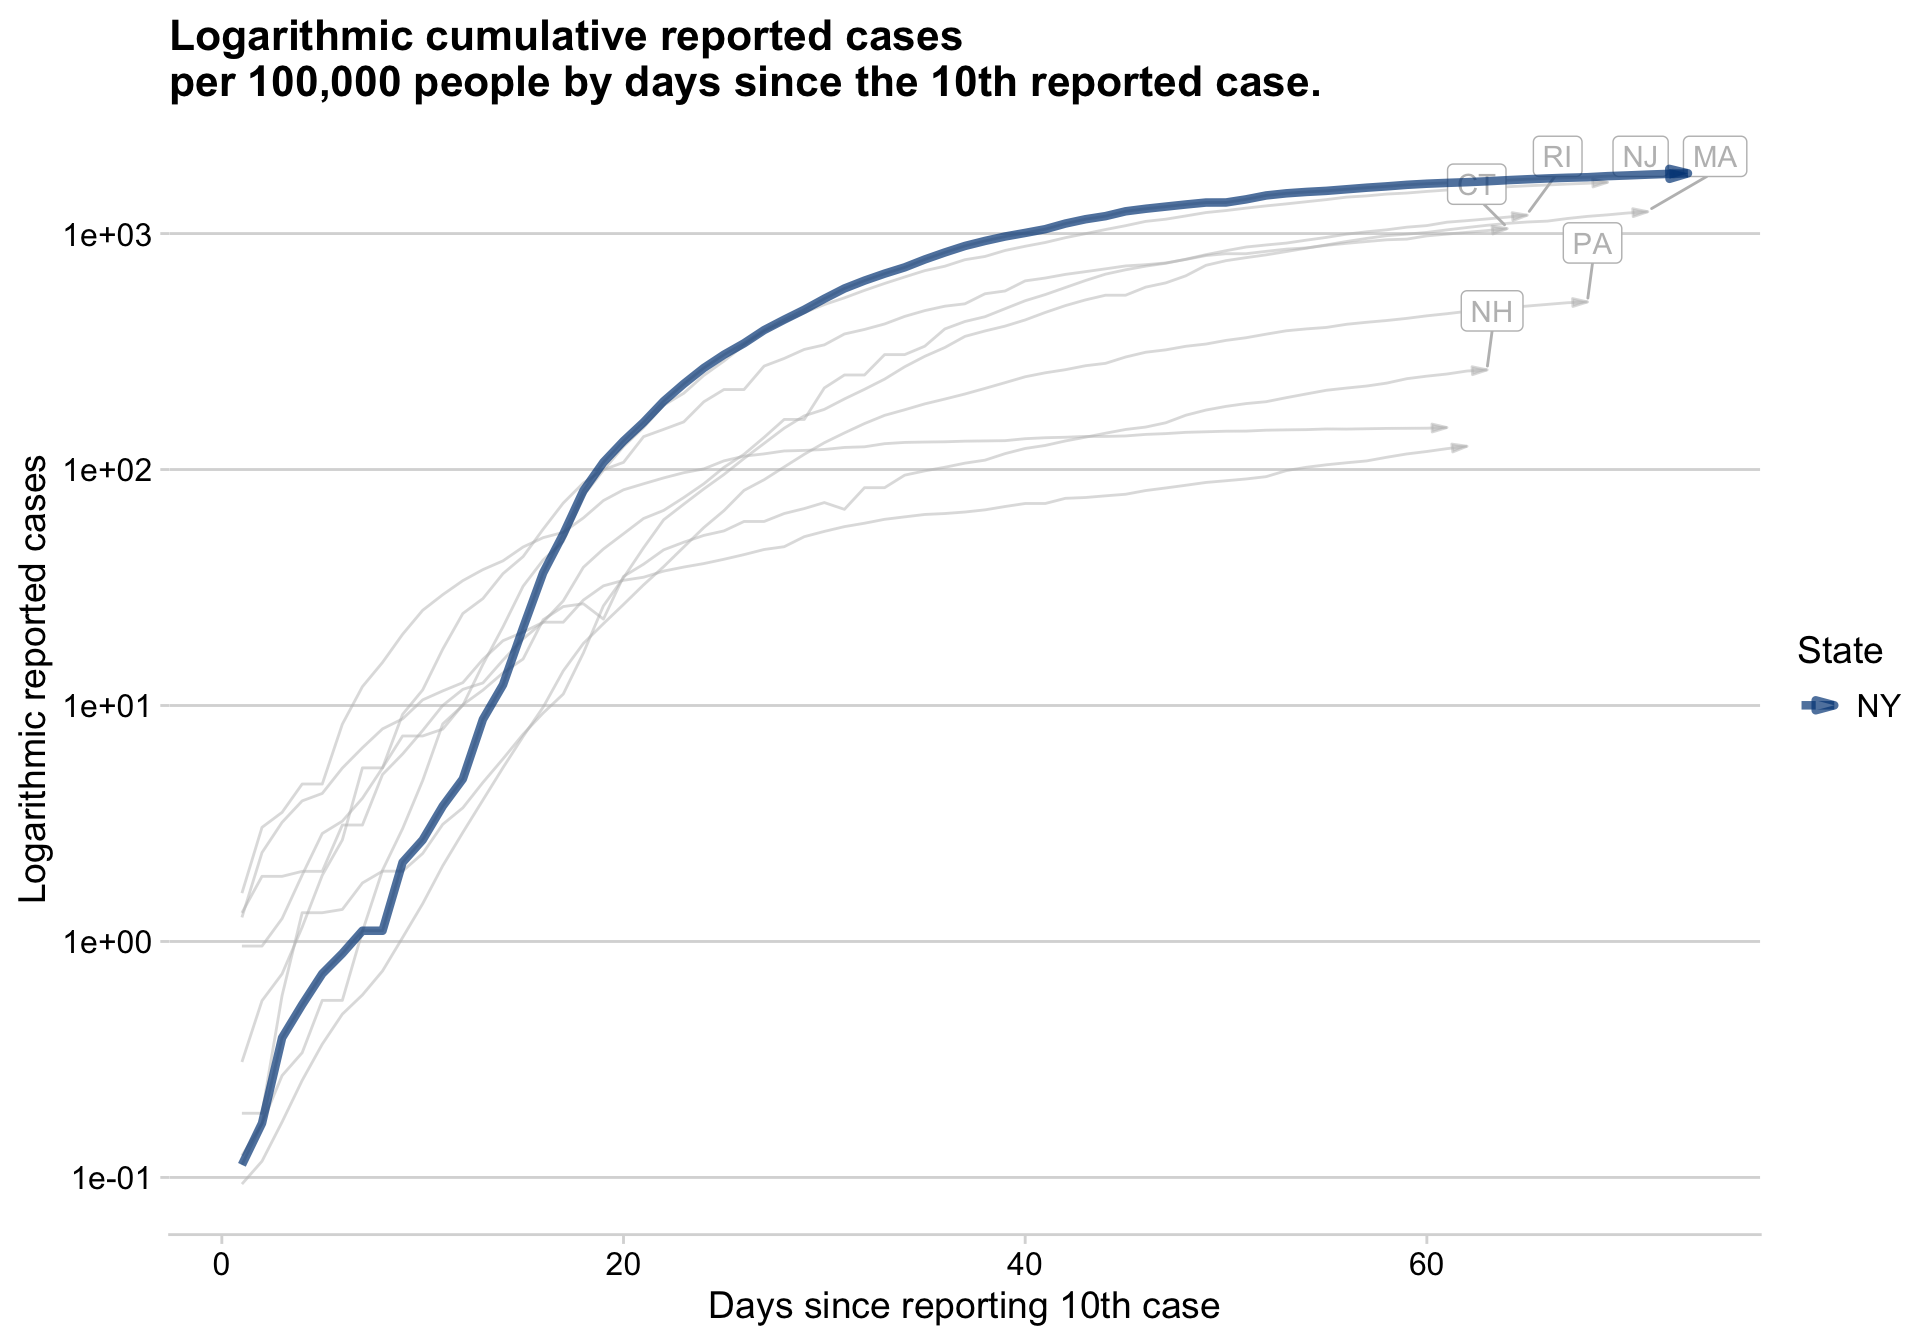 Logarithmic cumulative reported cases
per 100,000 people by days since the 10th reported case.
RI
NJ
MA
CT
1e+03
PA
NH
1e+02
Logarithmic reported cases
State
1e+01
NY
1e+00
1e-01
0
20
40
60
Days since reporting 10th case